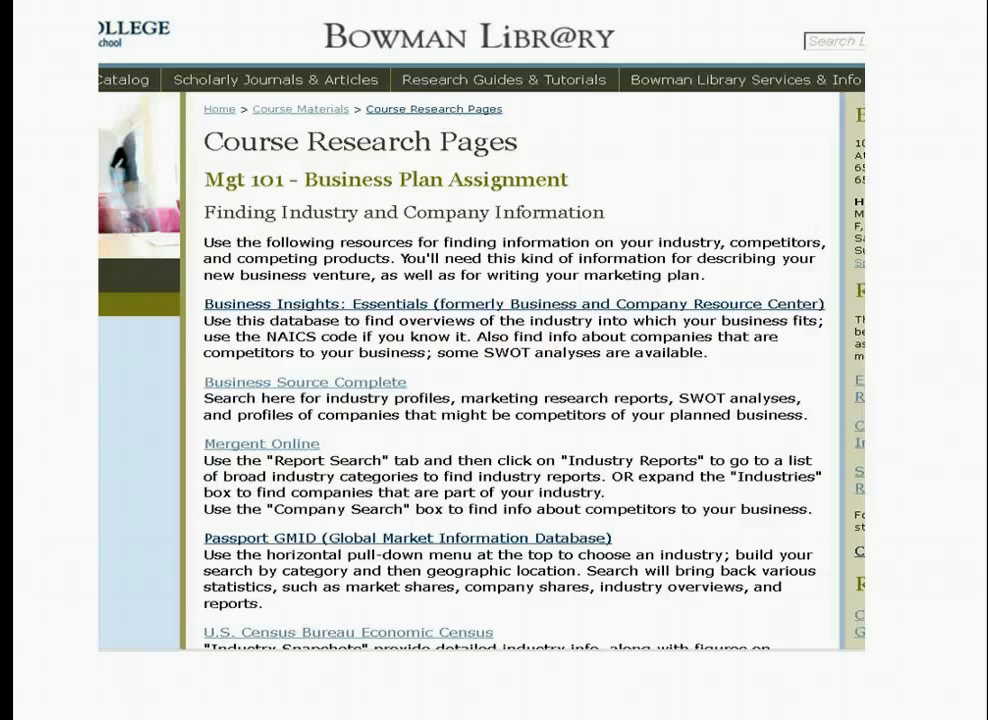 OLLEGE
chool
BOWMAN LIBR@RY
Search L
Catalog
Scholarly Journals & Articles
Research Guides & Tutorials
Bowman Library Services & Info
Home > Course Materials > Course Research Pages
Course Research Pages
Mgt 101 - Business Plan Assignment
Finding Industry and Company Information
Use the following resources for finding information on your industry, competitors,
and competing products. You'll need this kind of information for describing your
new business venture, as well as for writing your marketing plan.
Business Insights: Essentials (formerly Business and Company Resource Center)
Use this database to find overviews of the industry into which your business fits;
use the NAICS code if you know it. Also find info about companies that are
competitors to your business; some SWOT analyses are available.
Business Source Complete
Search here for industry profiles, marketing research reports, SWOT analyses,
and profiles of companies that might be competitors of your planned business.
Mergent Online
Use the "Report Search" tab and then click on "Industry Reports" to go to a list
of broad industry categories to find industry reports. OR expand the "Industries"
box to find companies that are part of your industry.
Use the "Company Search" box to find info about competitors to your business.
Passport GMID (Global Market Information Database)
Use the horizontal pull-down menu at the top to choose an industry; build your
search by category and then geographic location. Search will bring back various
statistics, such as market shares, company shares, industry overviews, and
reports.
U.S. Census Bureau Economic Census
"Industry Snapshots" provide detailed industry info, along with figures on